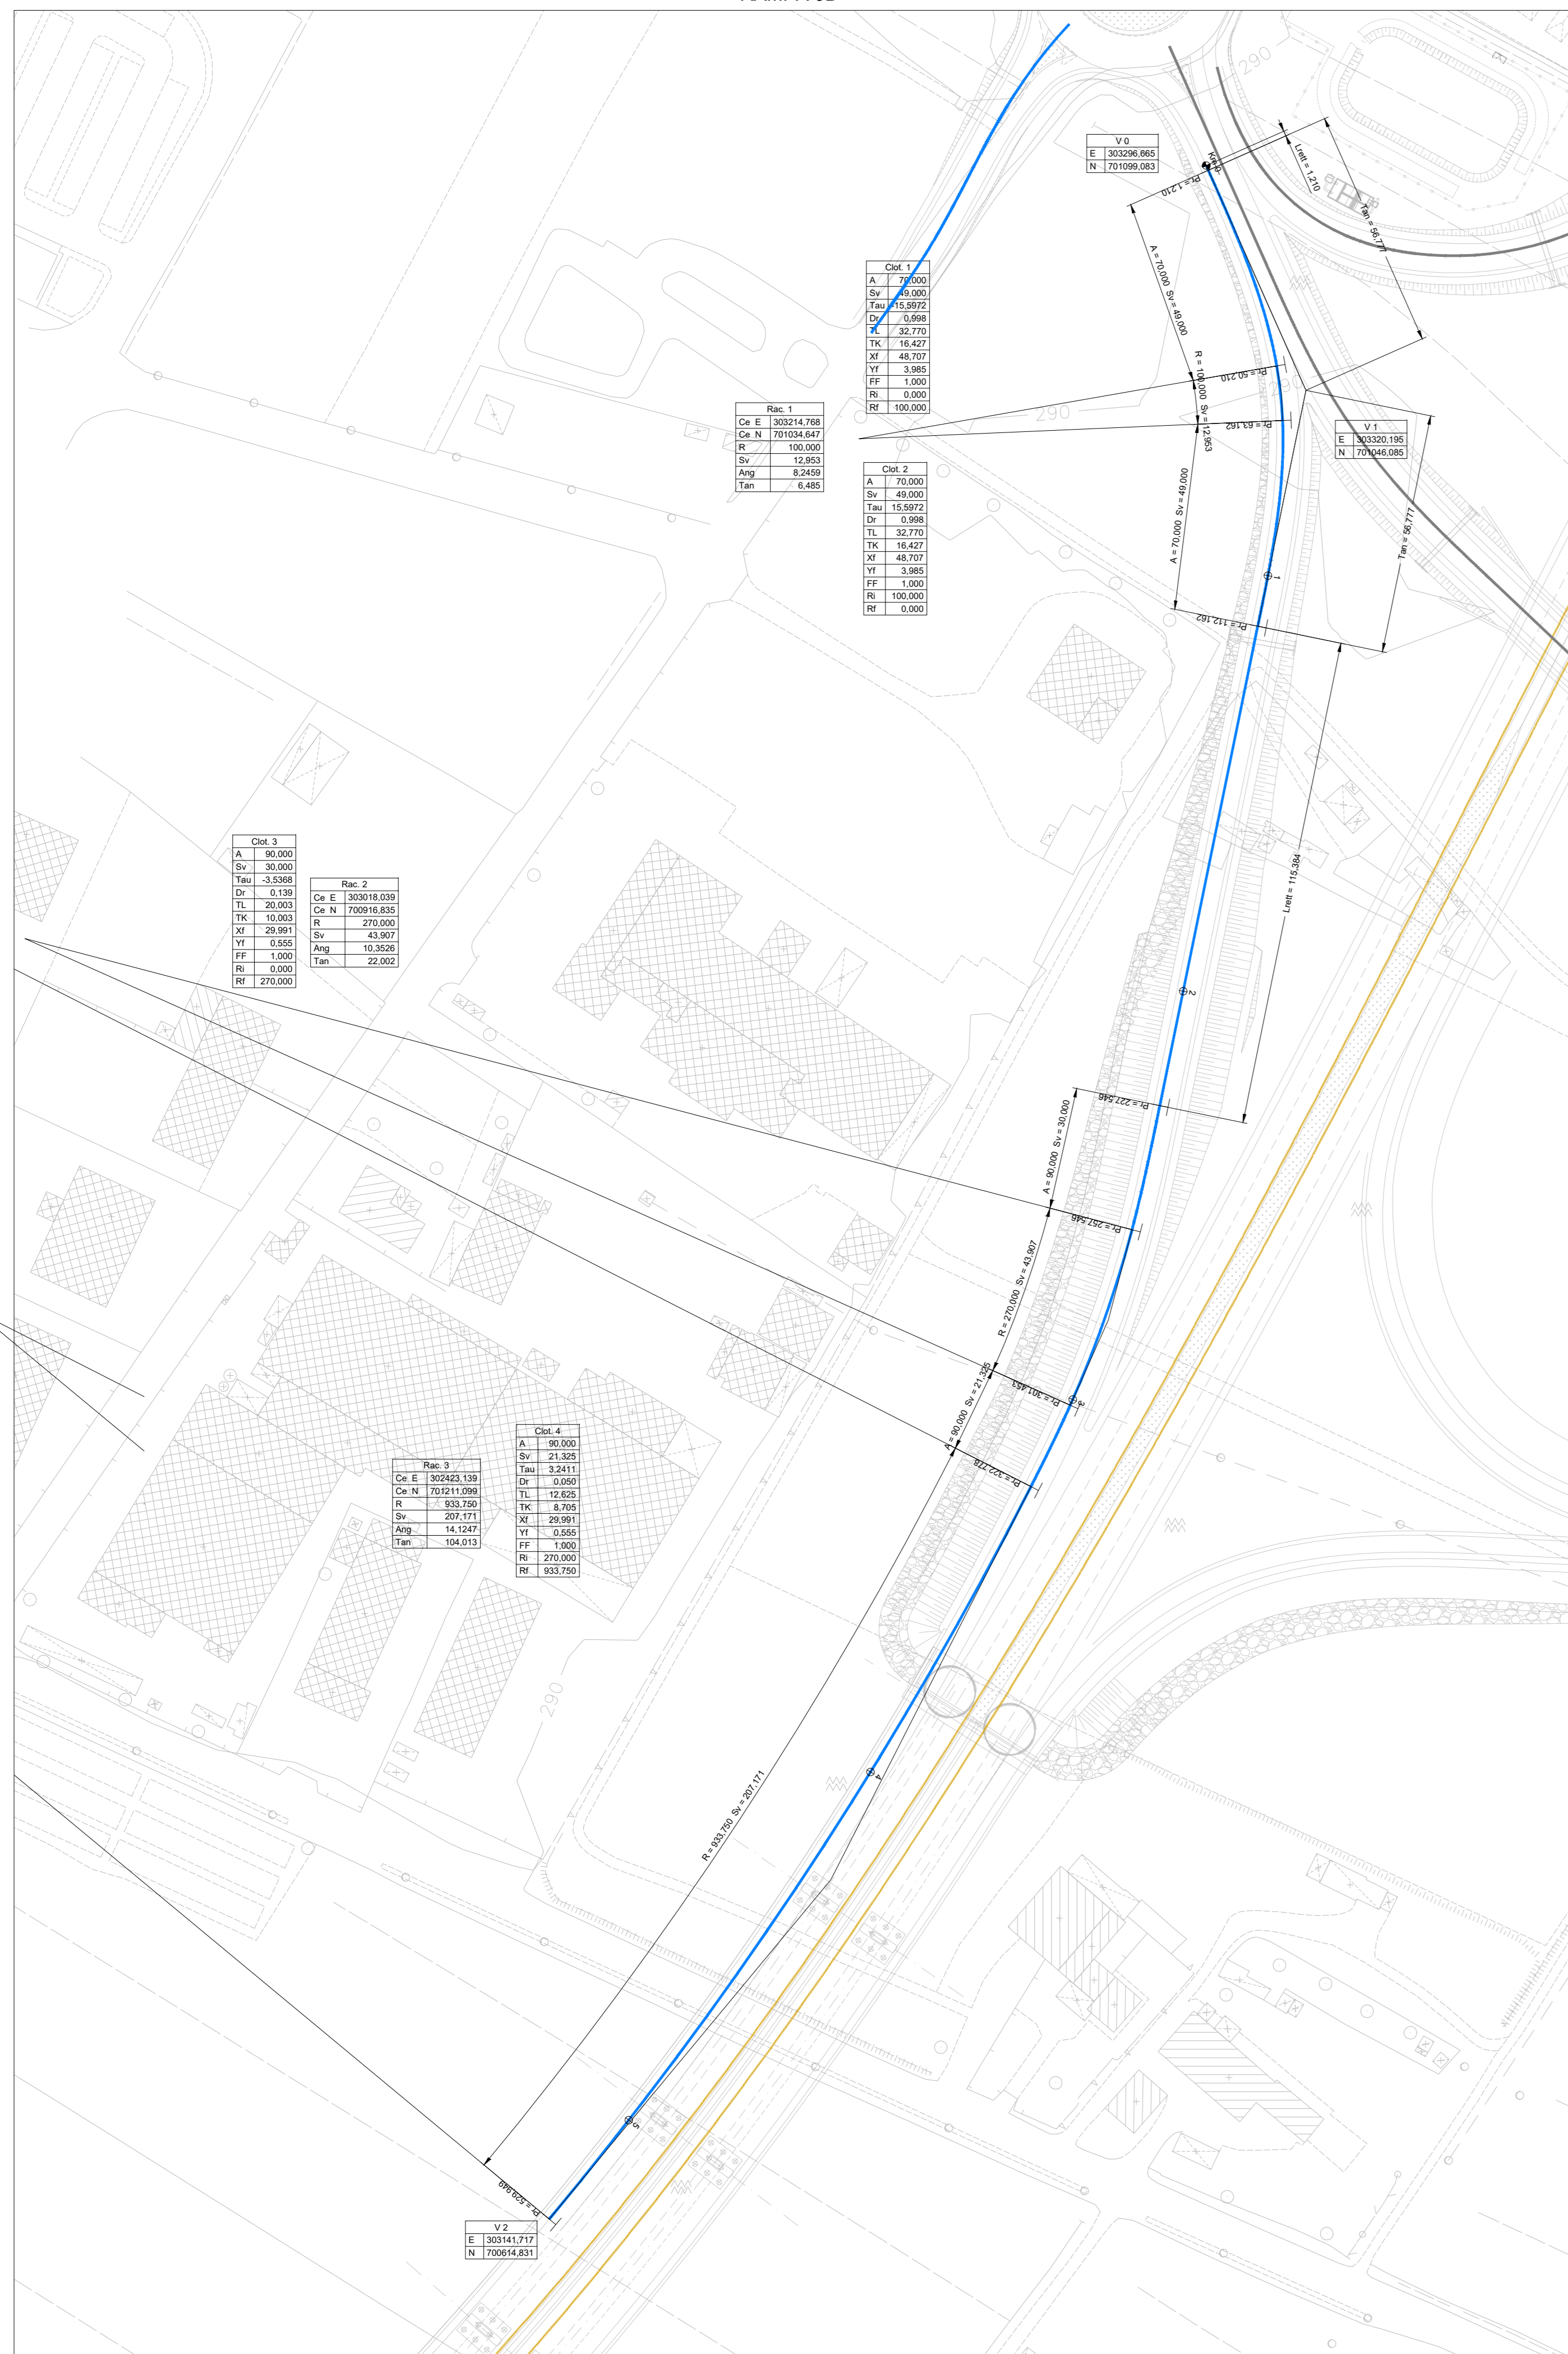 290
V 0
E 303296,665
N 701099,083
Km 0
Pr = 1,210
Lrett = 1,210
Tan = 56,777
A = 70,000 Sv = 49,000
Clot. 1
A 70,000
Sv 49,000
Tau -15,5972
Dr 0,998
TL 32,770
TK 16,427
Xf 48,707
Yf 3,985
FF 1,000
Ri 0,000
Rf 100,000
R = 100,000 Sv = 12,953
Pr = 50,210
290
290
Pr = 63,162
Rac. 1
Ce E 303214,768
Ce N 701034,647
R 100,000
Sv 12,953
Ang 8,2459
Tan 6,485
V 1
E 303320,195
N 701046,085
Clot. 2
A 70,000
Sv 49,000
Tau 15,5972
Dr 0,998
TL 32,770
TK 16,427
Xf 48,707
Yf 3,985
FF 1,000
Ri 100,000
Rf 0,000
A = 70,000 Sv = 49,000
Tan = 56,777
1
Pr = 112,162
Lrett = 115,384
Clot. 3
A 90,000
Sv 30,000
Tau -3,5368
Dr 0,139
TL 20,003
TK 10,003
Xf 29,991
Yf 0,555
FF 1,000
Ri 0,000
Rf 270,000
Rac. 2
Ce E 303018,039
Ce N 700916,835
R 270,000
Sv 43,907
Ang 10,3526
Tan 22,002
2
Pr = 227,546
A = 90,000 Sv = 30,000
Pr = 257,546
R = 270,000 Sv = 43,907
Pr = 301,453
3
A = 90,000 Sv = 21,325
Pr = 322,778
Clot. 4
A 90,000
Sv 21,325
Tau 3,2411
Dr 0,050
TL 12,625
TK 8,705
Xf 29,991
Yf 0,555
FF 1,000
Ri 270,000
Rf 933,750
Rac. 3
Ce E 302423,139
Ce N 701211,099
R 933,750
Sv 207,171
Ang 14,1247
Tan 104,013
290
4
R = 933,750 Sv = 207,171
5
Pr = 529,949
V 2
E 303141,717
N 700614,831